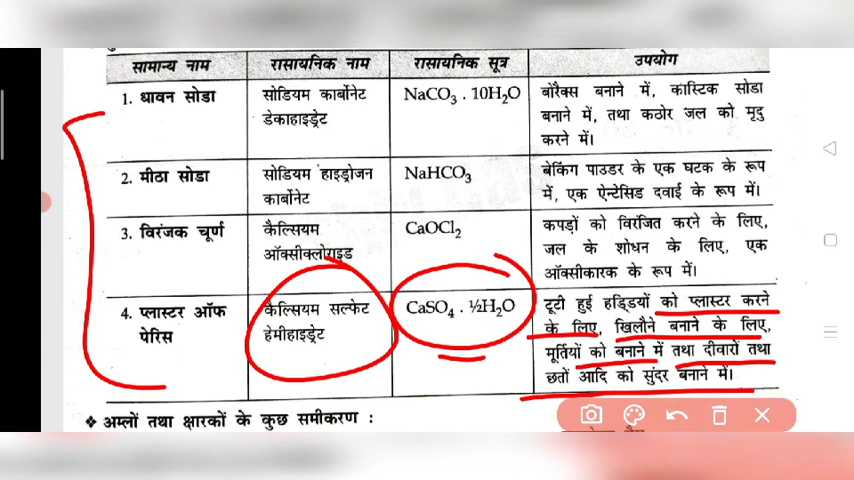 सामान्य नाम रासायनिक नाम रासायनिक सूत्र उपयोग
1. धावन सोडा सोडियम कार्बोनेट NaCO₃ . 10H₂O बोरैक्स बनाने में, कास्टिक सोडा
डेकाहाइड्रेट बनाने में, तथा कठोर जल को मृदु
करने में।
2. मीठा सोडा सोडियम हाइड्रोजन NaHCO₃ बेकिंग पाउडर के एक घटक के रूप
कार्बोनेट में, एक ऐन्टेसिड दवाई के रूप में।
3. विरंजक चूर्ण कैल्सियम CaOCl₂ कपड़ों को विरंजित करने के लिए,
ऑक्सीक्लोराइड जल के शोधन के लिए, एक
ऑक्सीकारक के रूप में।
4. प्लास्टर ऑफ कैल्सियम सल्फेट CaSO₄ . ½H₂O टूटी हुई हड्डियों को प्लास्टर करने
पेरिस हेमीहाइड्रेट के लिए, खिलौने बनाने के लिए,
मूर्तियों को बनाने में तथा दीवारों तथा
छतों आदि को सुंदर बनाने में।
❖ अम्लों तथा क्षारकों के कुछ समीकरण :